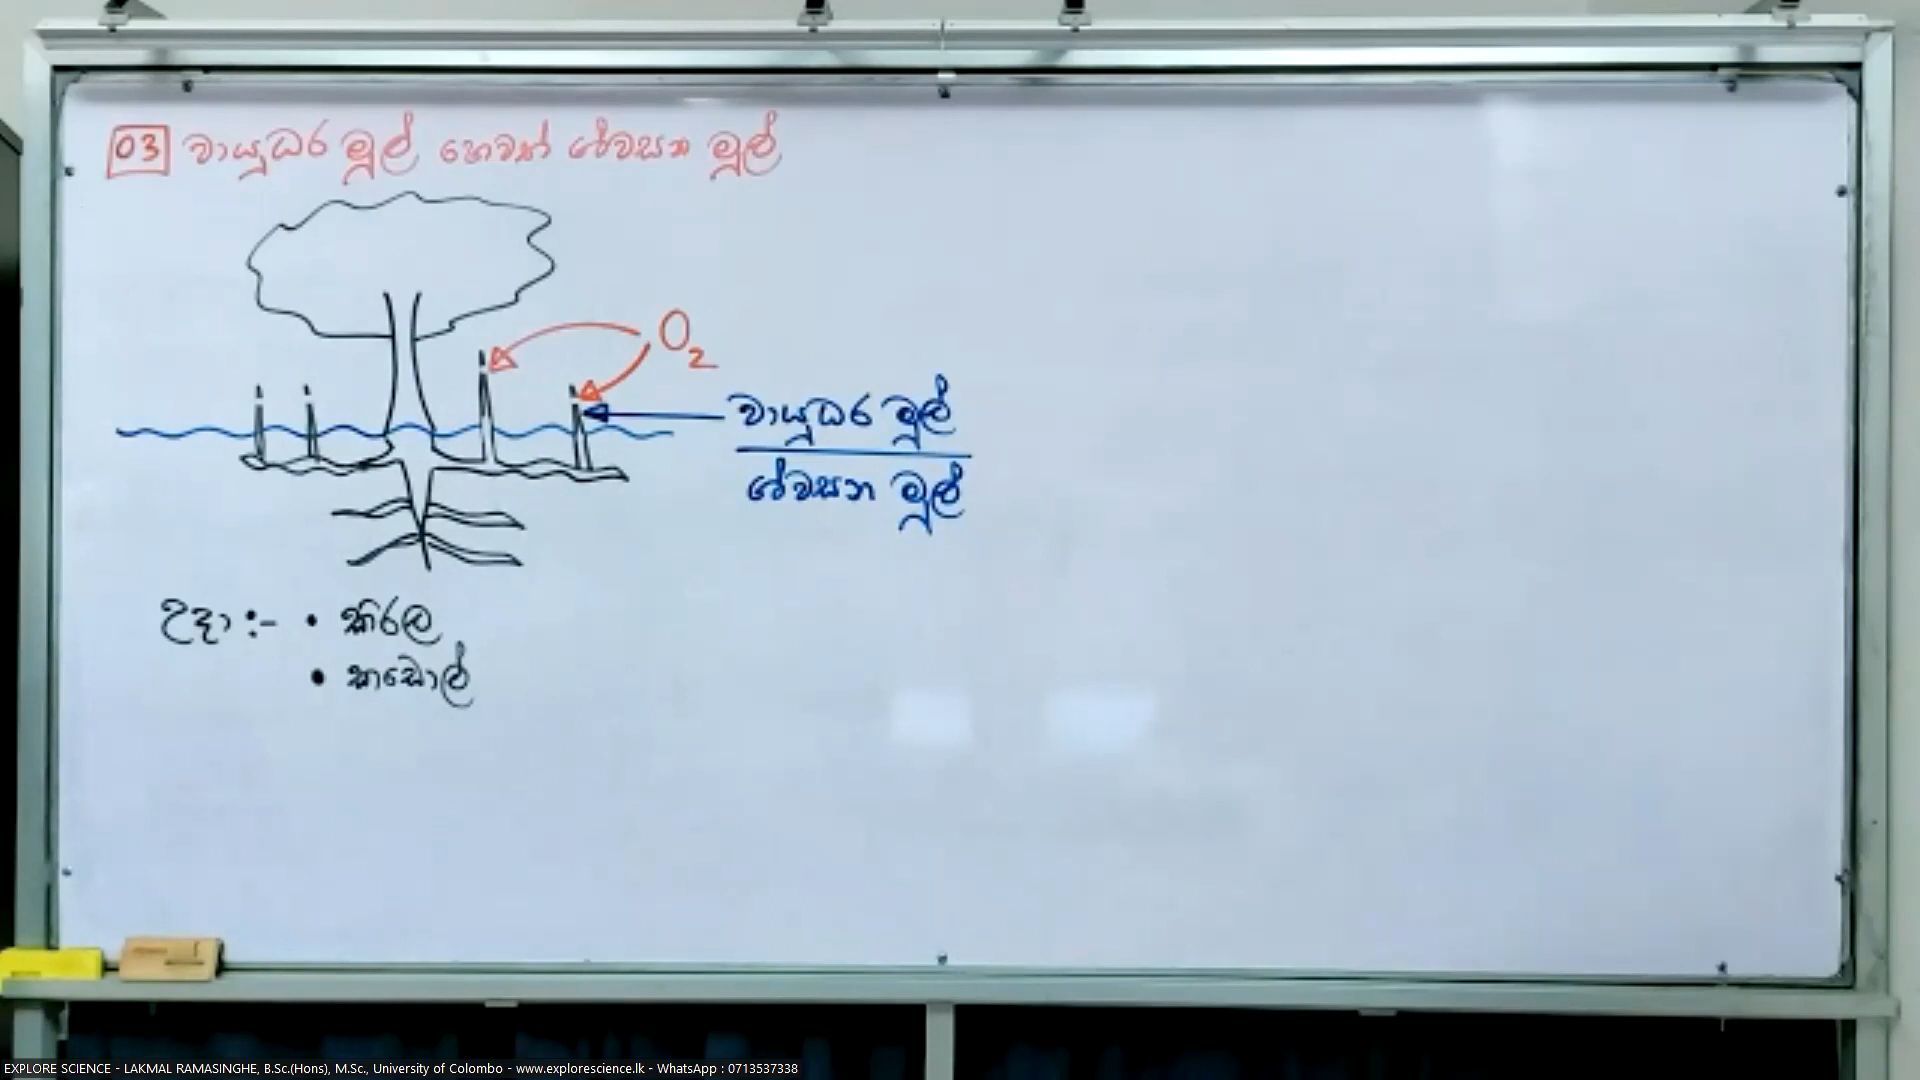 03 වායුධර මූල් හෙවත් ශ්වසන මූල්
O2
වායුධර මූල්
ශ්වසන මූල්
උදා :- • කිරල
• කඩොල්
EXPLORE SCIENCE - LAKMAL RAMASINGHE, B.Sc.(Hons), M.Sc., University of Colombo - www.explorescience.lk - WhatsApp : 0713537338